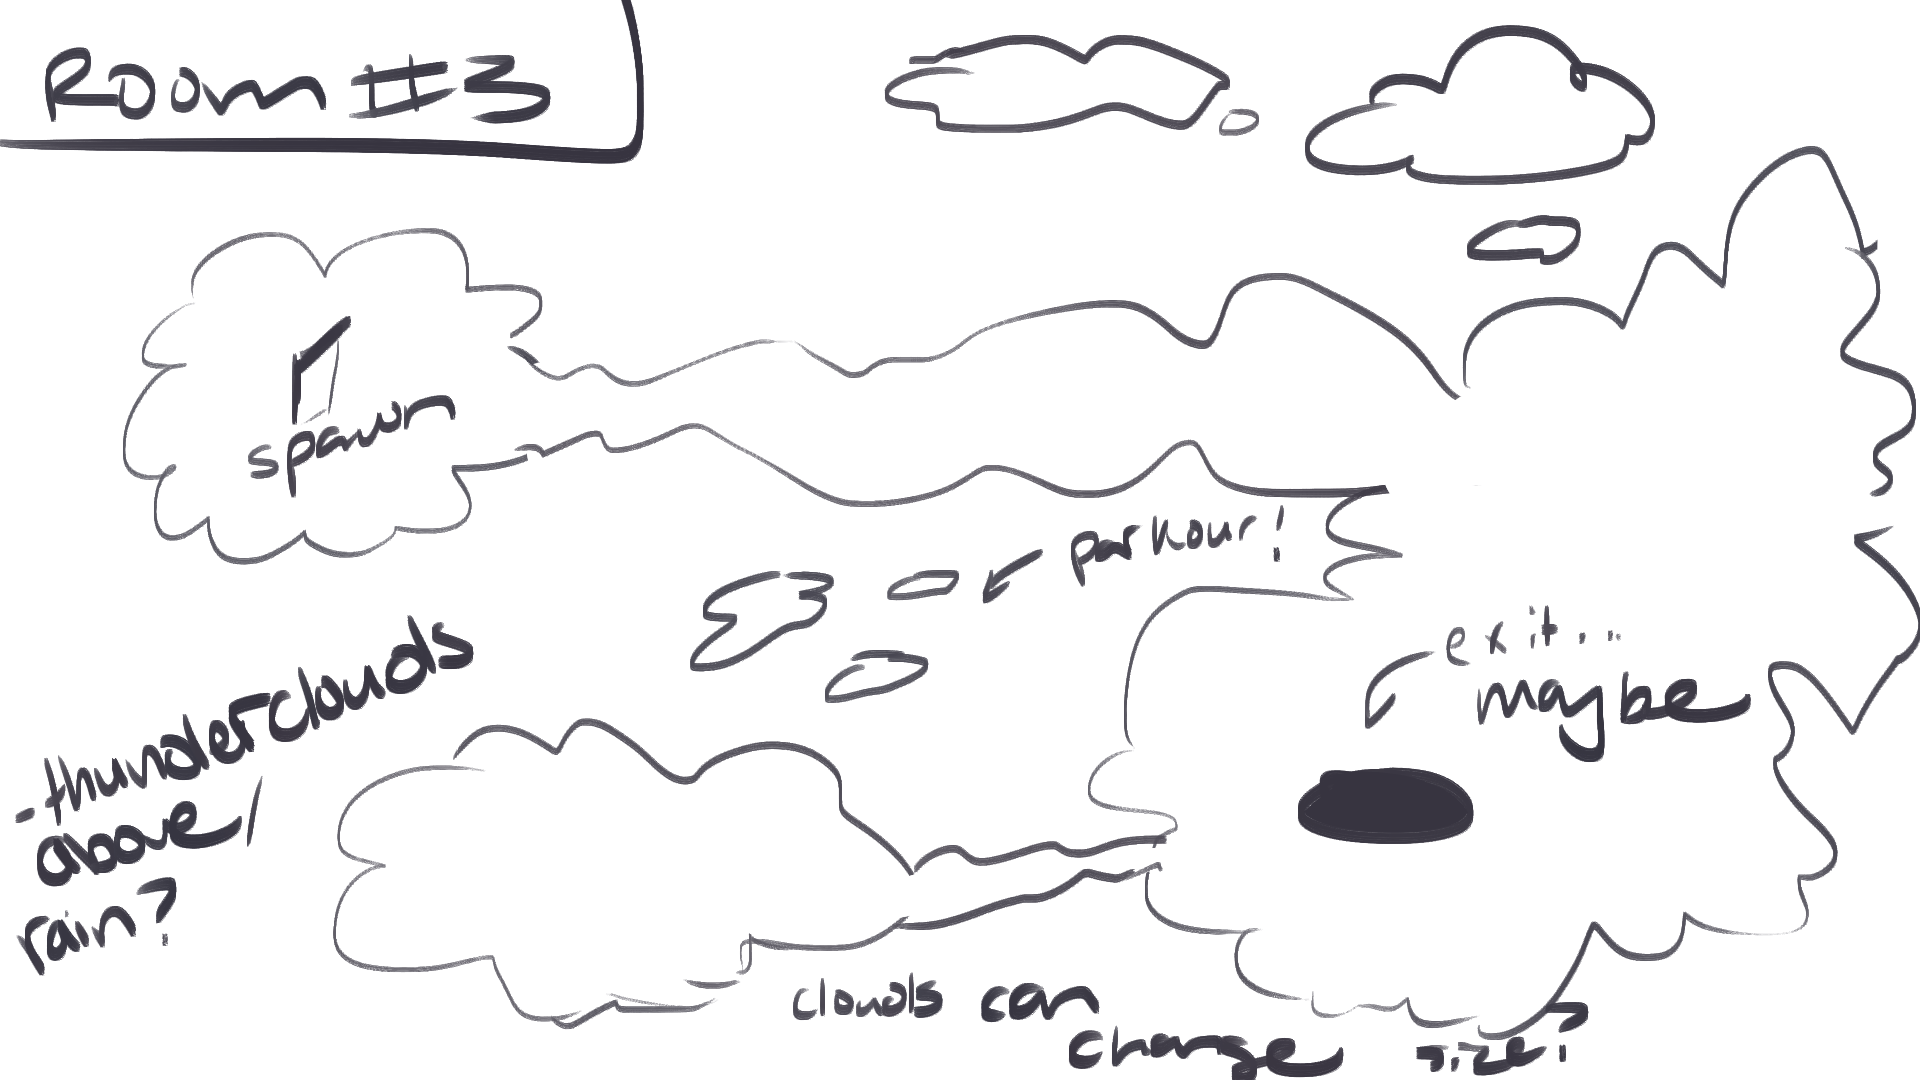 Room #3
spawn
parkour!
exit...
maybe
- thunderclouds
above/
rain?
clouds can
change size?